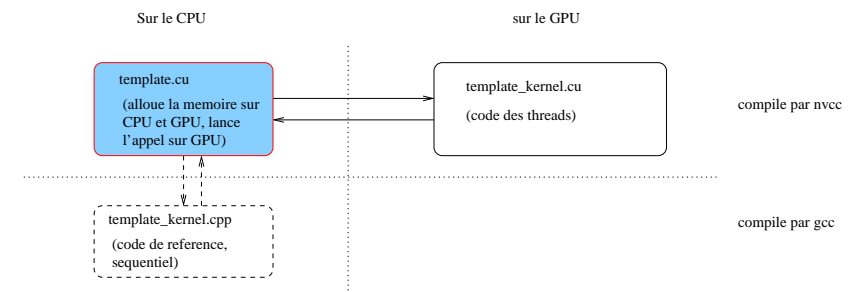 Sur le CPU
sur le GPU
template.cu
(alloue la memoire sur
CPU et GPU, lance
l'appel sur GPU)
template_kernel.cu
(code des threads)
compile par nvcc
template_kernel.cpp
(code de reference,
sequentiel)
compile par gcc